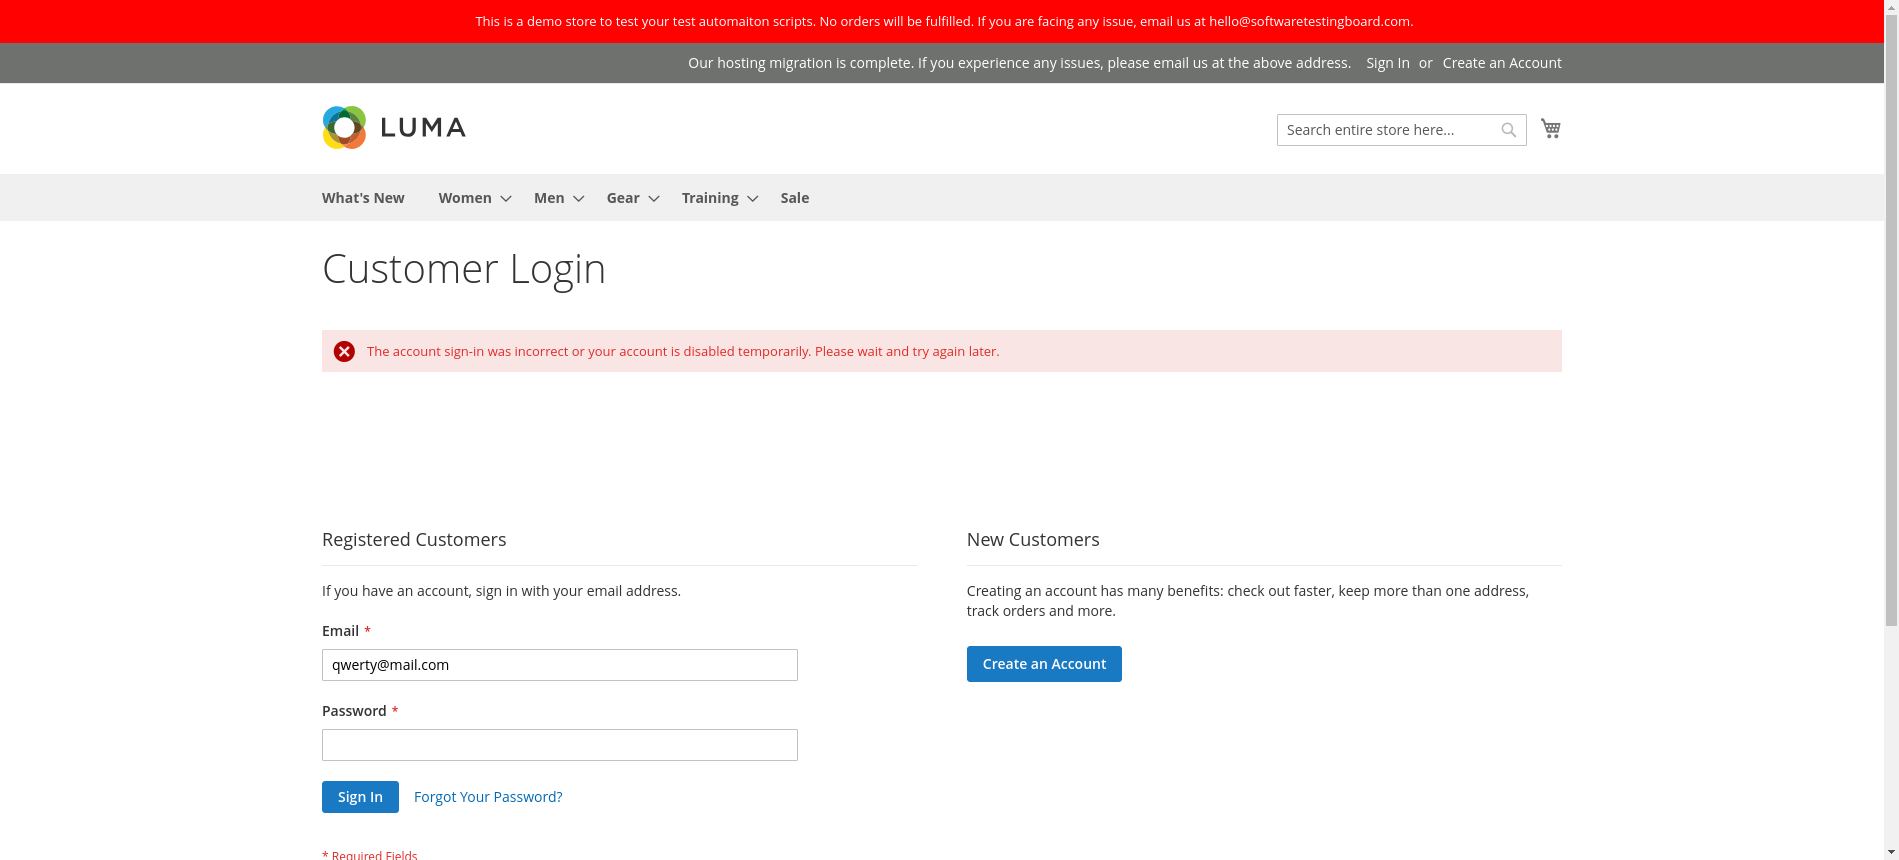 This is a demo store to test your test automaiton scripts. No orders will be fulfilled. If you are facing any issue, email us at hello@softwaretestingboard.com.
Our hosting migration is complete. If you experience any issues, please email us at the above address. Sign In or Create an Account
LUMA
Search entire store here...
What's New Women Men Gear Training Sale
Customer Login
The account sign-in was incorrect or your account is disabled temporarily. Please wait and try again later.
Registered Customers
If you have an account, sign in with your email address.
Email *
qwerty@mail.com
Password *
Sign In Forgot Your Password?
* Required Fields
New Customers
Creating an account has many benefits: check out faster, keep more than one address,
track orders and more.
Create an Account